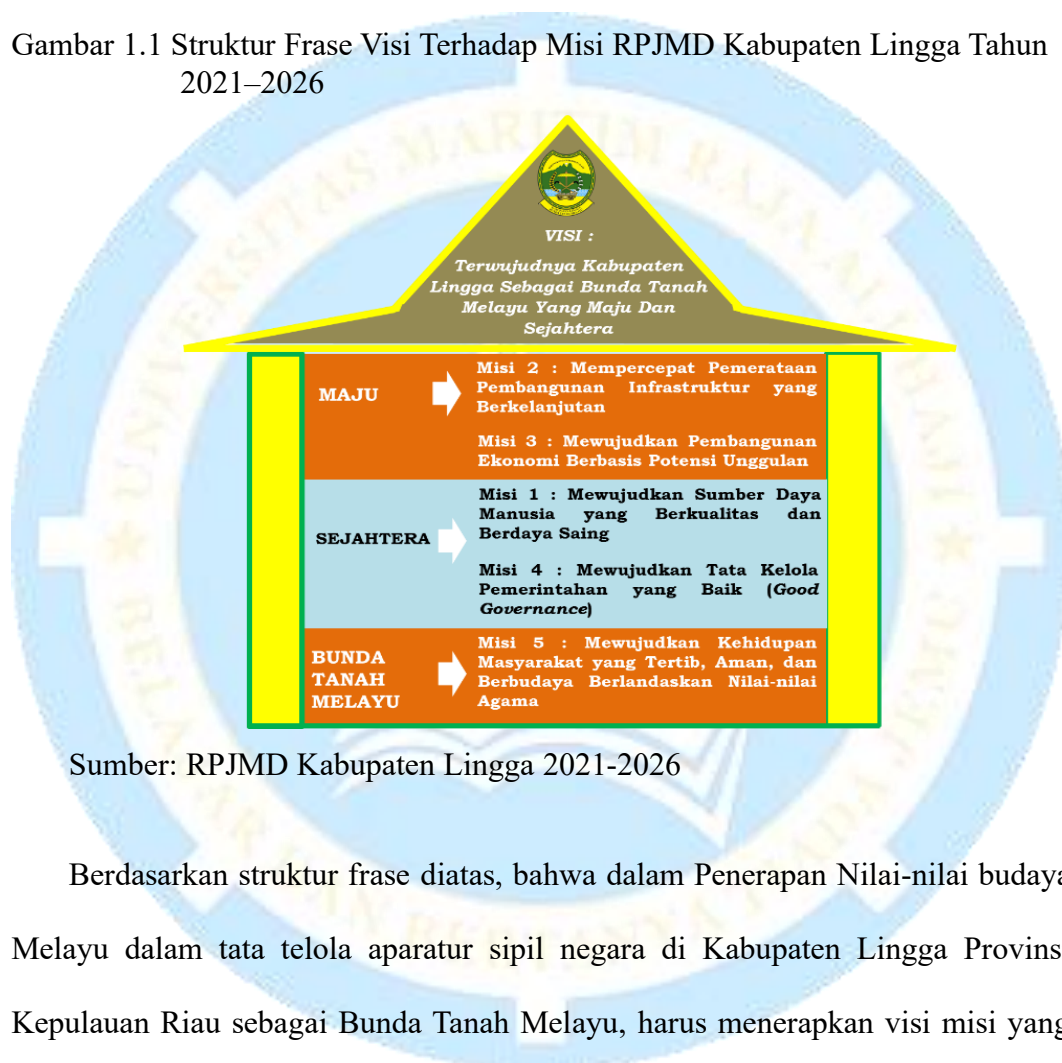 Gambar 1.1 Struktur Frase Visi Terhadap Misi RPJMD Kabupaten Lingga Tahun
2021–2026
VISI :
Terwujudnya Kabupaten
Lingga Sebagai Bunda Tanah
Melayu Yang Maju Dan
Sejahtera
MAJU
Misi 2 : Mempercepat Pemerataan
Pembangunan Infrastruktur yang
Berkelanjutan
Misi 3 : Mewujudkan Pembangunan
Ekonomi Berbasis Potensi Unggulan
SEJAHTERA
Misi 1 : Mewujudkan Sumber Daya
Manusia yang Berkualitas dan
Berdaya Saing
Misi 4 : Mewujudkan Tata Kelola
Pemerintahan yang Baik (Good
Governance)
BUNDA
TANAH
MELAYU
Misi 5 : Mewujudkan Kehidupan
Masyarakat yang Tertib, Aman, dan
Berbudaya Berlandaskan Nilai-nilai
Agama
Sumber: RPJMD Kabupaten Lingga 2021-2026
Berdasarkan struktur frase diatas, bahwa dalam Penerapan Nilai-nilai budaya
Melayu dalam tata telola aparatur sipil negara di Kabupaten Lingga Provins
Kepulauan Riau sebagai Bunda Tanah Melayu, harus menerapkan visi misi yang
UNIVERSITAS MARITIM RAJA ALI HAJI